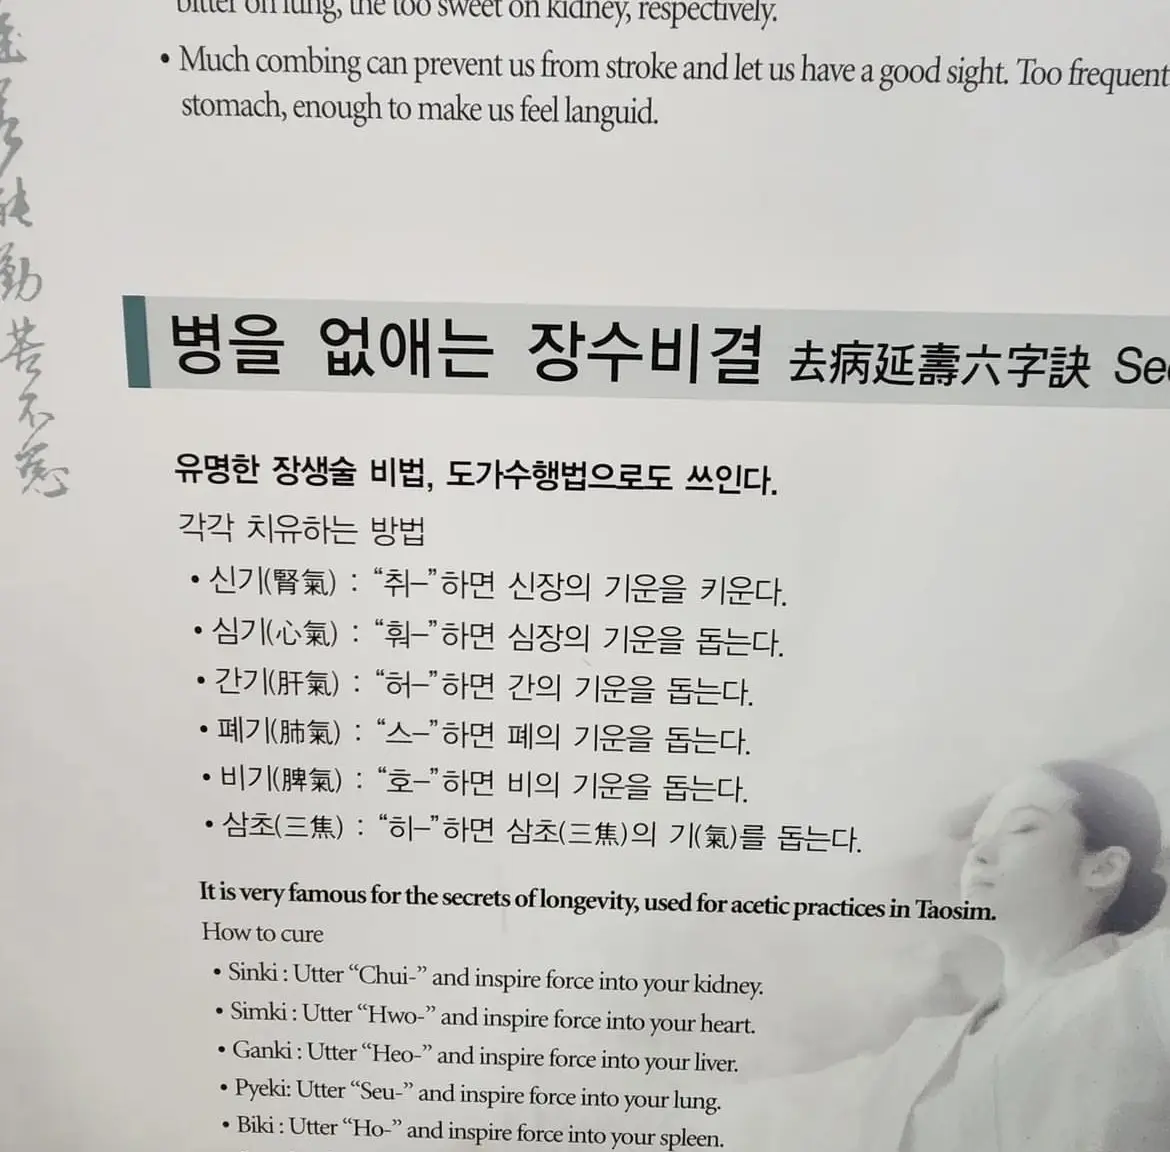 bitter on lung, the too sweet on kidney, respectively.
• Much combing can prevent us from stroke and let us have a good sight. Too frequent
stomach, enough to make us feel languid.
能
勤
苦
不
병을 없애는 장수비결 去病延壽六字訣 Sec
유명한 장생술 비법, 도가수행법으로도 쓰인다.
각각 치유하는 방법
• 신기(腎氣) : “취–”하면 신장의 기운을 키운다.
• 심기(心氣) : “훠–”하면 심장의 기운을 돕는다.
• 간기(肝氣) : “허–”하면 간의 기운을 돕는다.
• 폐기(肺氣) : “스–”하면 폐의 기운을 돕는다.
• 비기(脾氣) : “호–”하면 비의 기운을 돕는다.
• 삼초(三焦) : “히–”하면 삼초(三焦)의 기(氣)를 돕는다.
It is very famous for the secrets of longevity, used for acetic practices in Taosim.
How to cure
• Sinki : Utter “Chui-” and inspire force into your kidney.
• Simki : Utter “Hwo-” and inspire force into your heart.
• Ganki : Utter “Heo-” and inspire force into your liver.
• Pyeki: Utter “Seu-” and inspire force into your lung.
• Biki : Utter “Ho-” and inspire force into your spleen.